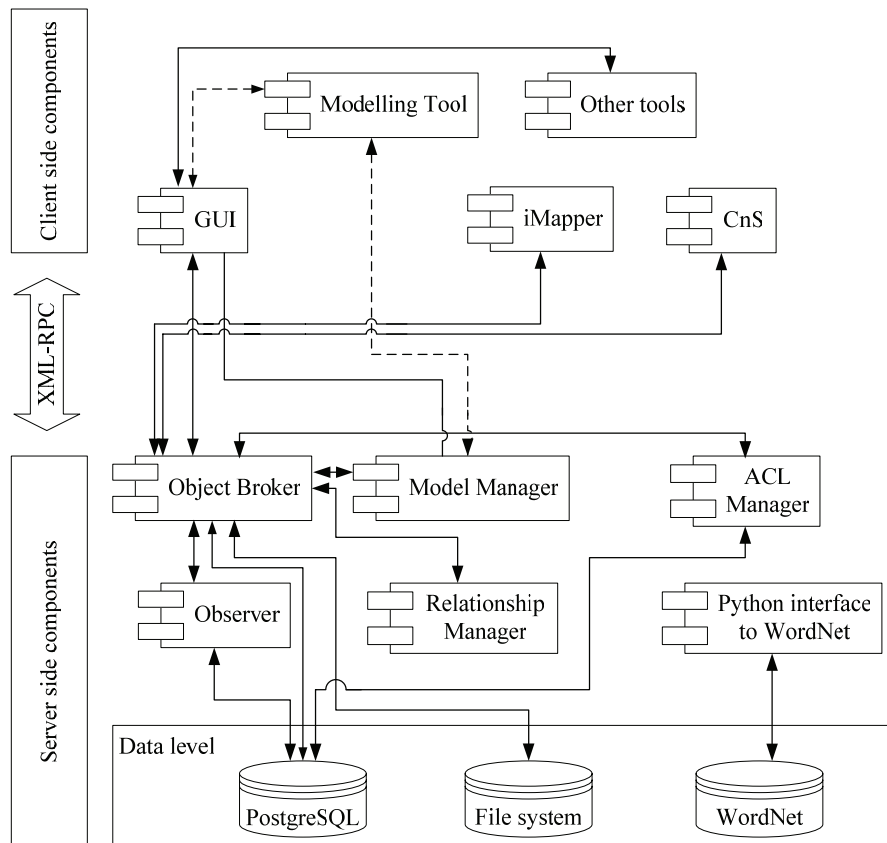 Client side components
Modelling Tool
Other tools
GUI
iMapper
CnS
XML-RPC
Server side components
Object Broker
Model Manager
ACL
Manager
Observer
Relationship
Manager
Python interface
to WordNet
Data level
PostgreSQL
File system
WordNet